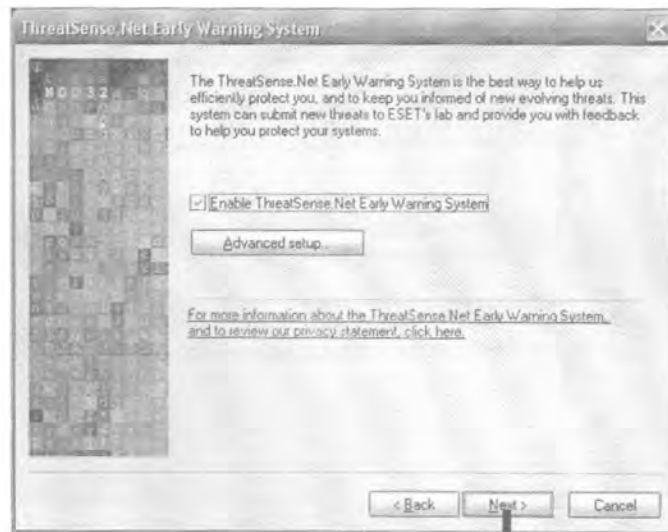 ThreatSense.Net Early Warning System
NOD32
The ThreatSense.Net Early Warning System is the best way to help us
efficiently protect you, and to keep you informed of new evolving threats. This
system can submit new threats to ESET's lab and provide you with feedback
to help you protect your systems.
Enable ThreatSense.Net Early Warning System
Advanced setup...
For more information about the ThreatSense.Net Early Warning System,
and to review our privacy statement, click here.
< Back
Next >
Cancel